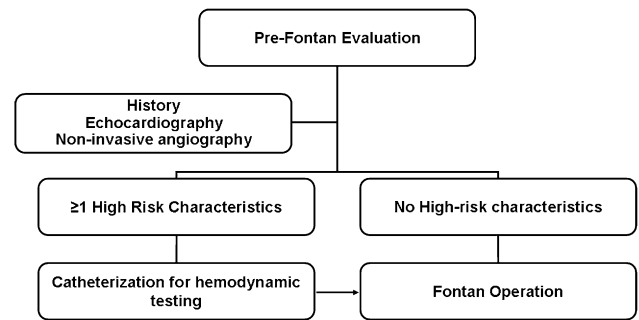 Pre-Fontan Evaluation
History
Echocardiography
Non-invasive angiography
≥1 High Risk Characteristics
No High-risk characteristics
Catheterization for hemodynamic
testing
Fontan Operation